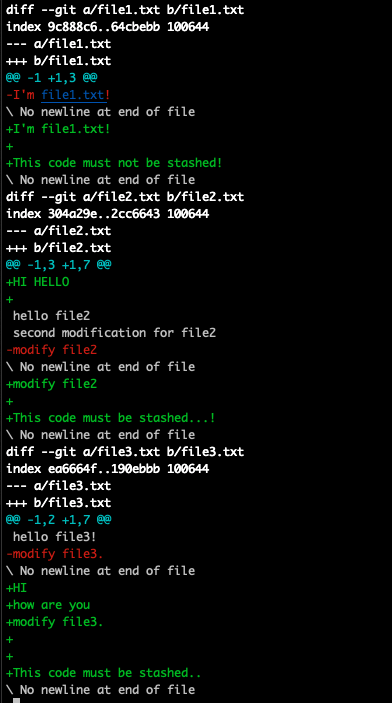 diff --git a/file1.txt b/file1.txt
index 9c888c6..64cbebb 100644
--- a/file1.txt
+++ b/file1.txt
@@ -1 +1,3 @@
-I'm file1.txt!
\ No newline at end of file
+I'm file1.txt!
+
+This code must not be stashed!
\ No newline at end of file
diff --git a/file2.txt b/file2.txt
index 304a29e..2cc6643 100644
--- a/file2.txt
+++ b/file2.txt
@@ -1,3 +1,7 @@
+HI HELLO
+
 hello file2
 second modification for file2
-modify file2
\ No newline at end of file
+modify file2
+
+This code must be stashed...!
\ No newline at end of file
diff --git a/file3.txt b/file3.txt
index ea6664f..190ebbb 100644
--- a/file3.txt
+++ b/file3.txt
@@ -1,2 +1,7 @@
 hello file3!
-modify file3.
\ No newline at end of file
+HI
+how are you
+modify file3.
+
+
+This code must be stashed..
\ No newline at end of file